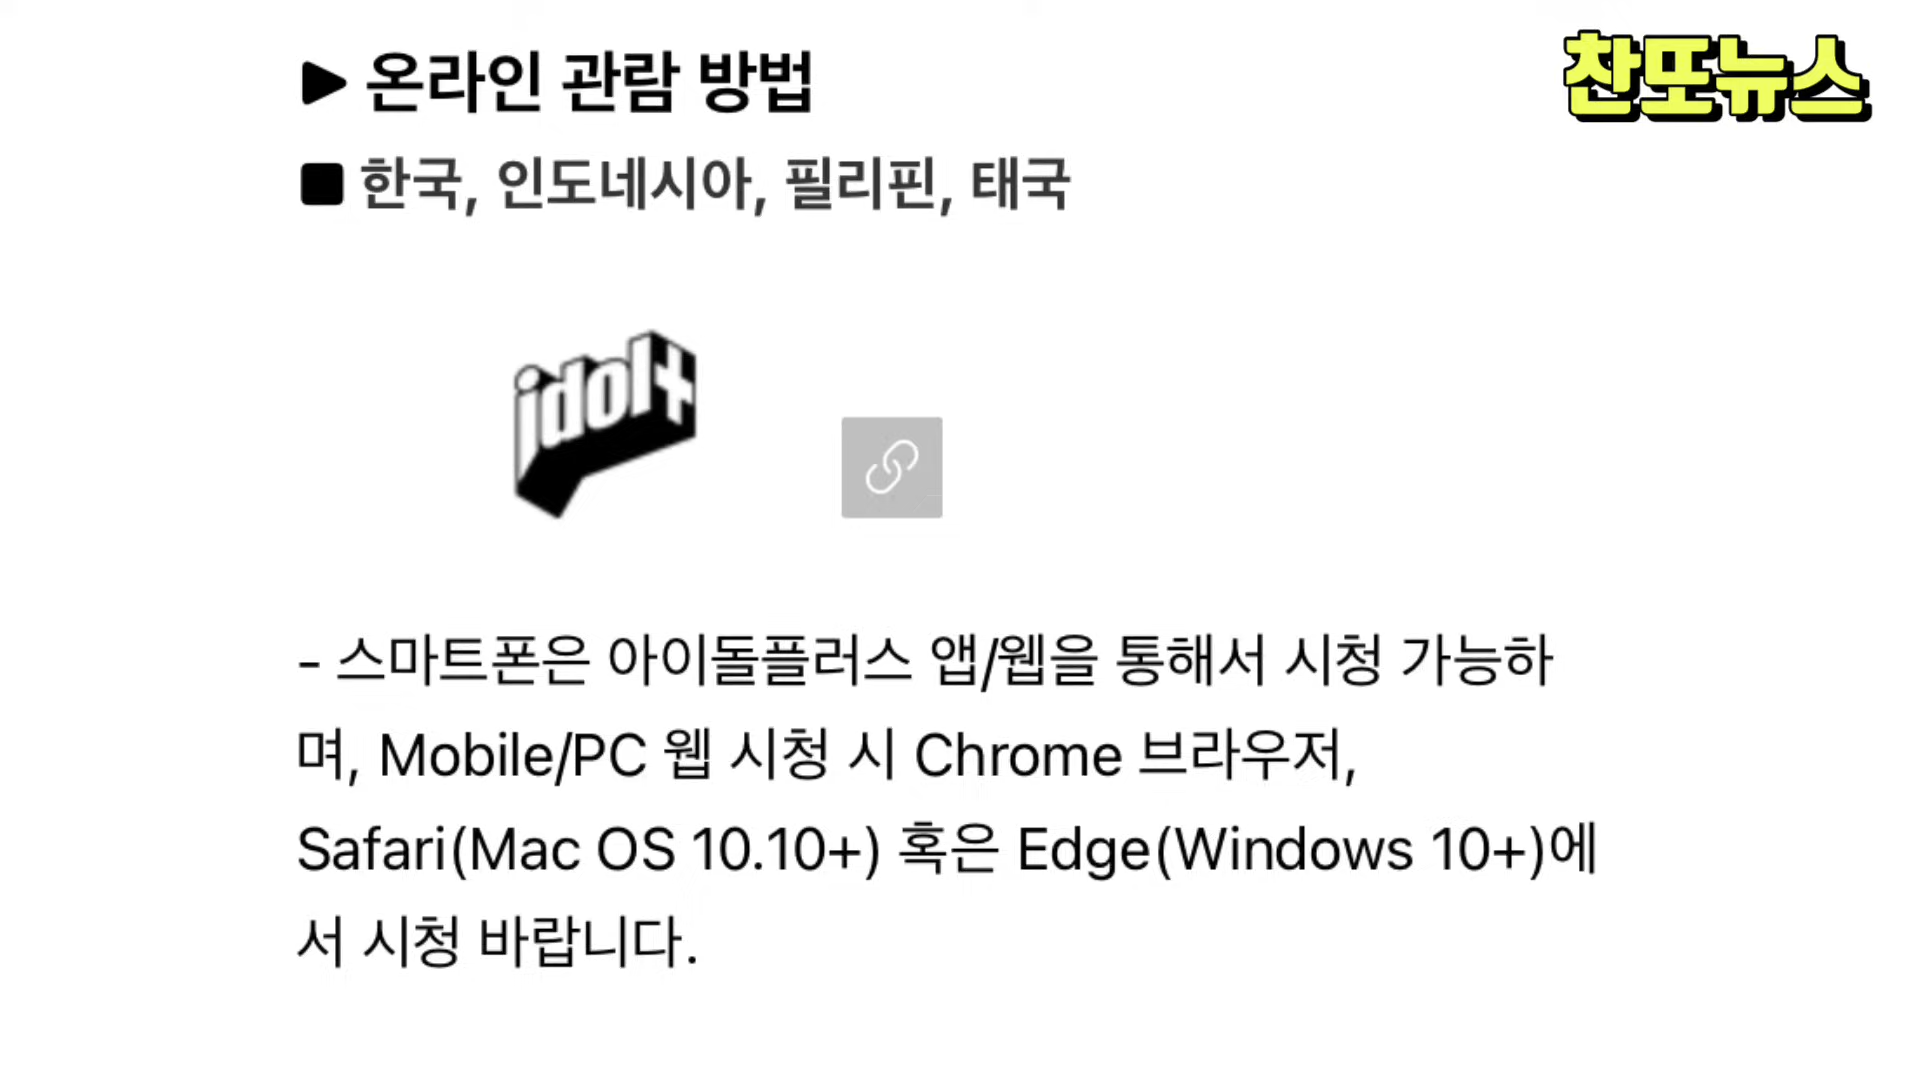 ▶ 온라인 관람 방법
찬또뉴스
■ 한국, 인도네시아, 필리핀, 태국
idol+
- 스마트폰은 아이돌플러스 앱/웹을 통해서 시청 가능하
며, Mobile/PC 웹 시청 시 Chrome 브라우저,
Safari(Mac OS 10.10+) 혹은 Edge(Windows 10+)에
서 시청 바랍니다.